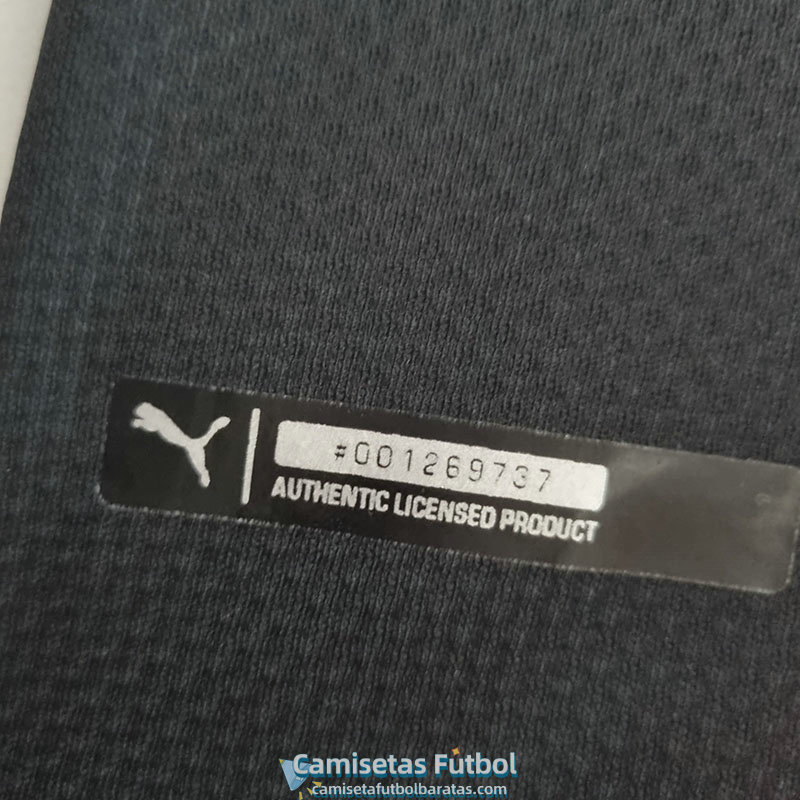 #001269737
AUTHENTIC LICENSED PRODUCT
Camisetas Futbol
camisetafutbolbaratas.com